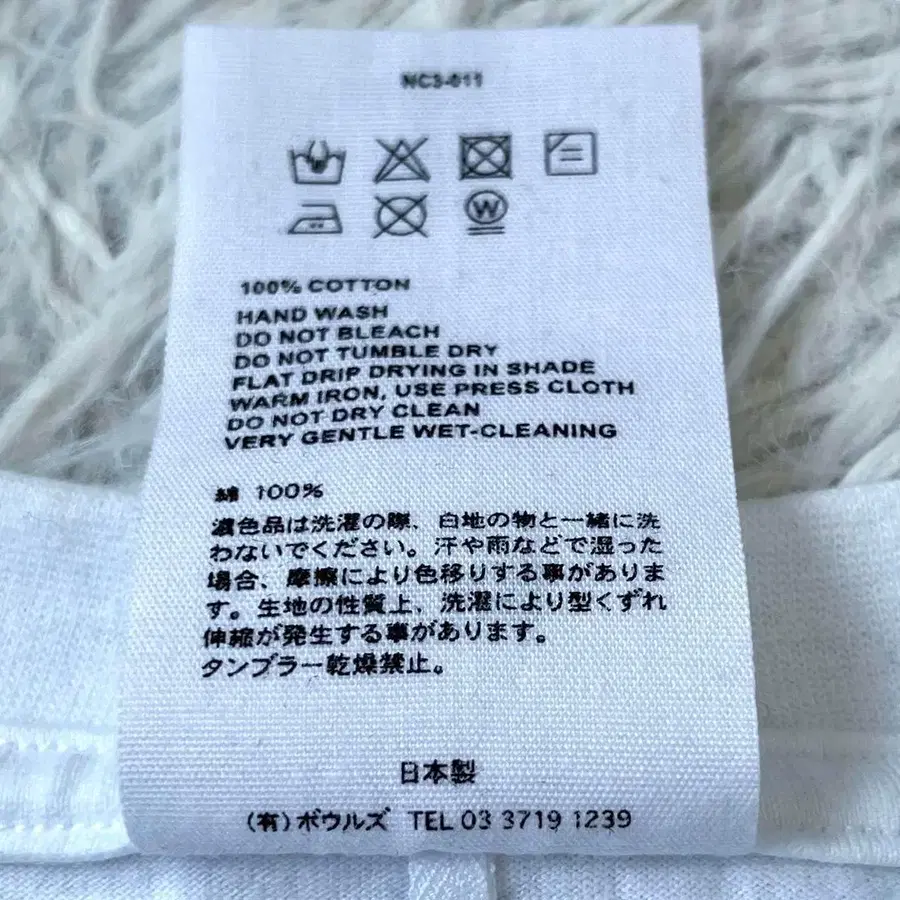 NC3-011
W
100% COTTON
HAND WASH
DO NOT BLEACH
DO NOT TUMBLE DRY
FLAT DRIP DRYING IN SHADE
WARM IRON, USE PRESS CLOTH
DO NOT DRY CLEAN
VERY GENTLE WET-CLEANING
綿 100%
濃色品は洗濯の際、白地の物と一緒に洗
わないでください。汗や雨などで湿った
場合、摩擦により色移りする事がありま
す。生地の性質上、洗濯により型くずれ
伸縮が発生する事があります。
タンブラー乾燥禁止。
日本製
(有)ボウルズ TEL 03 3719 1239